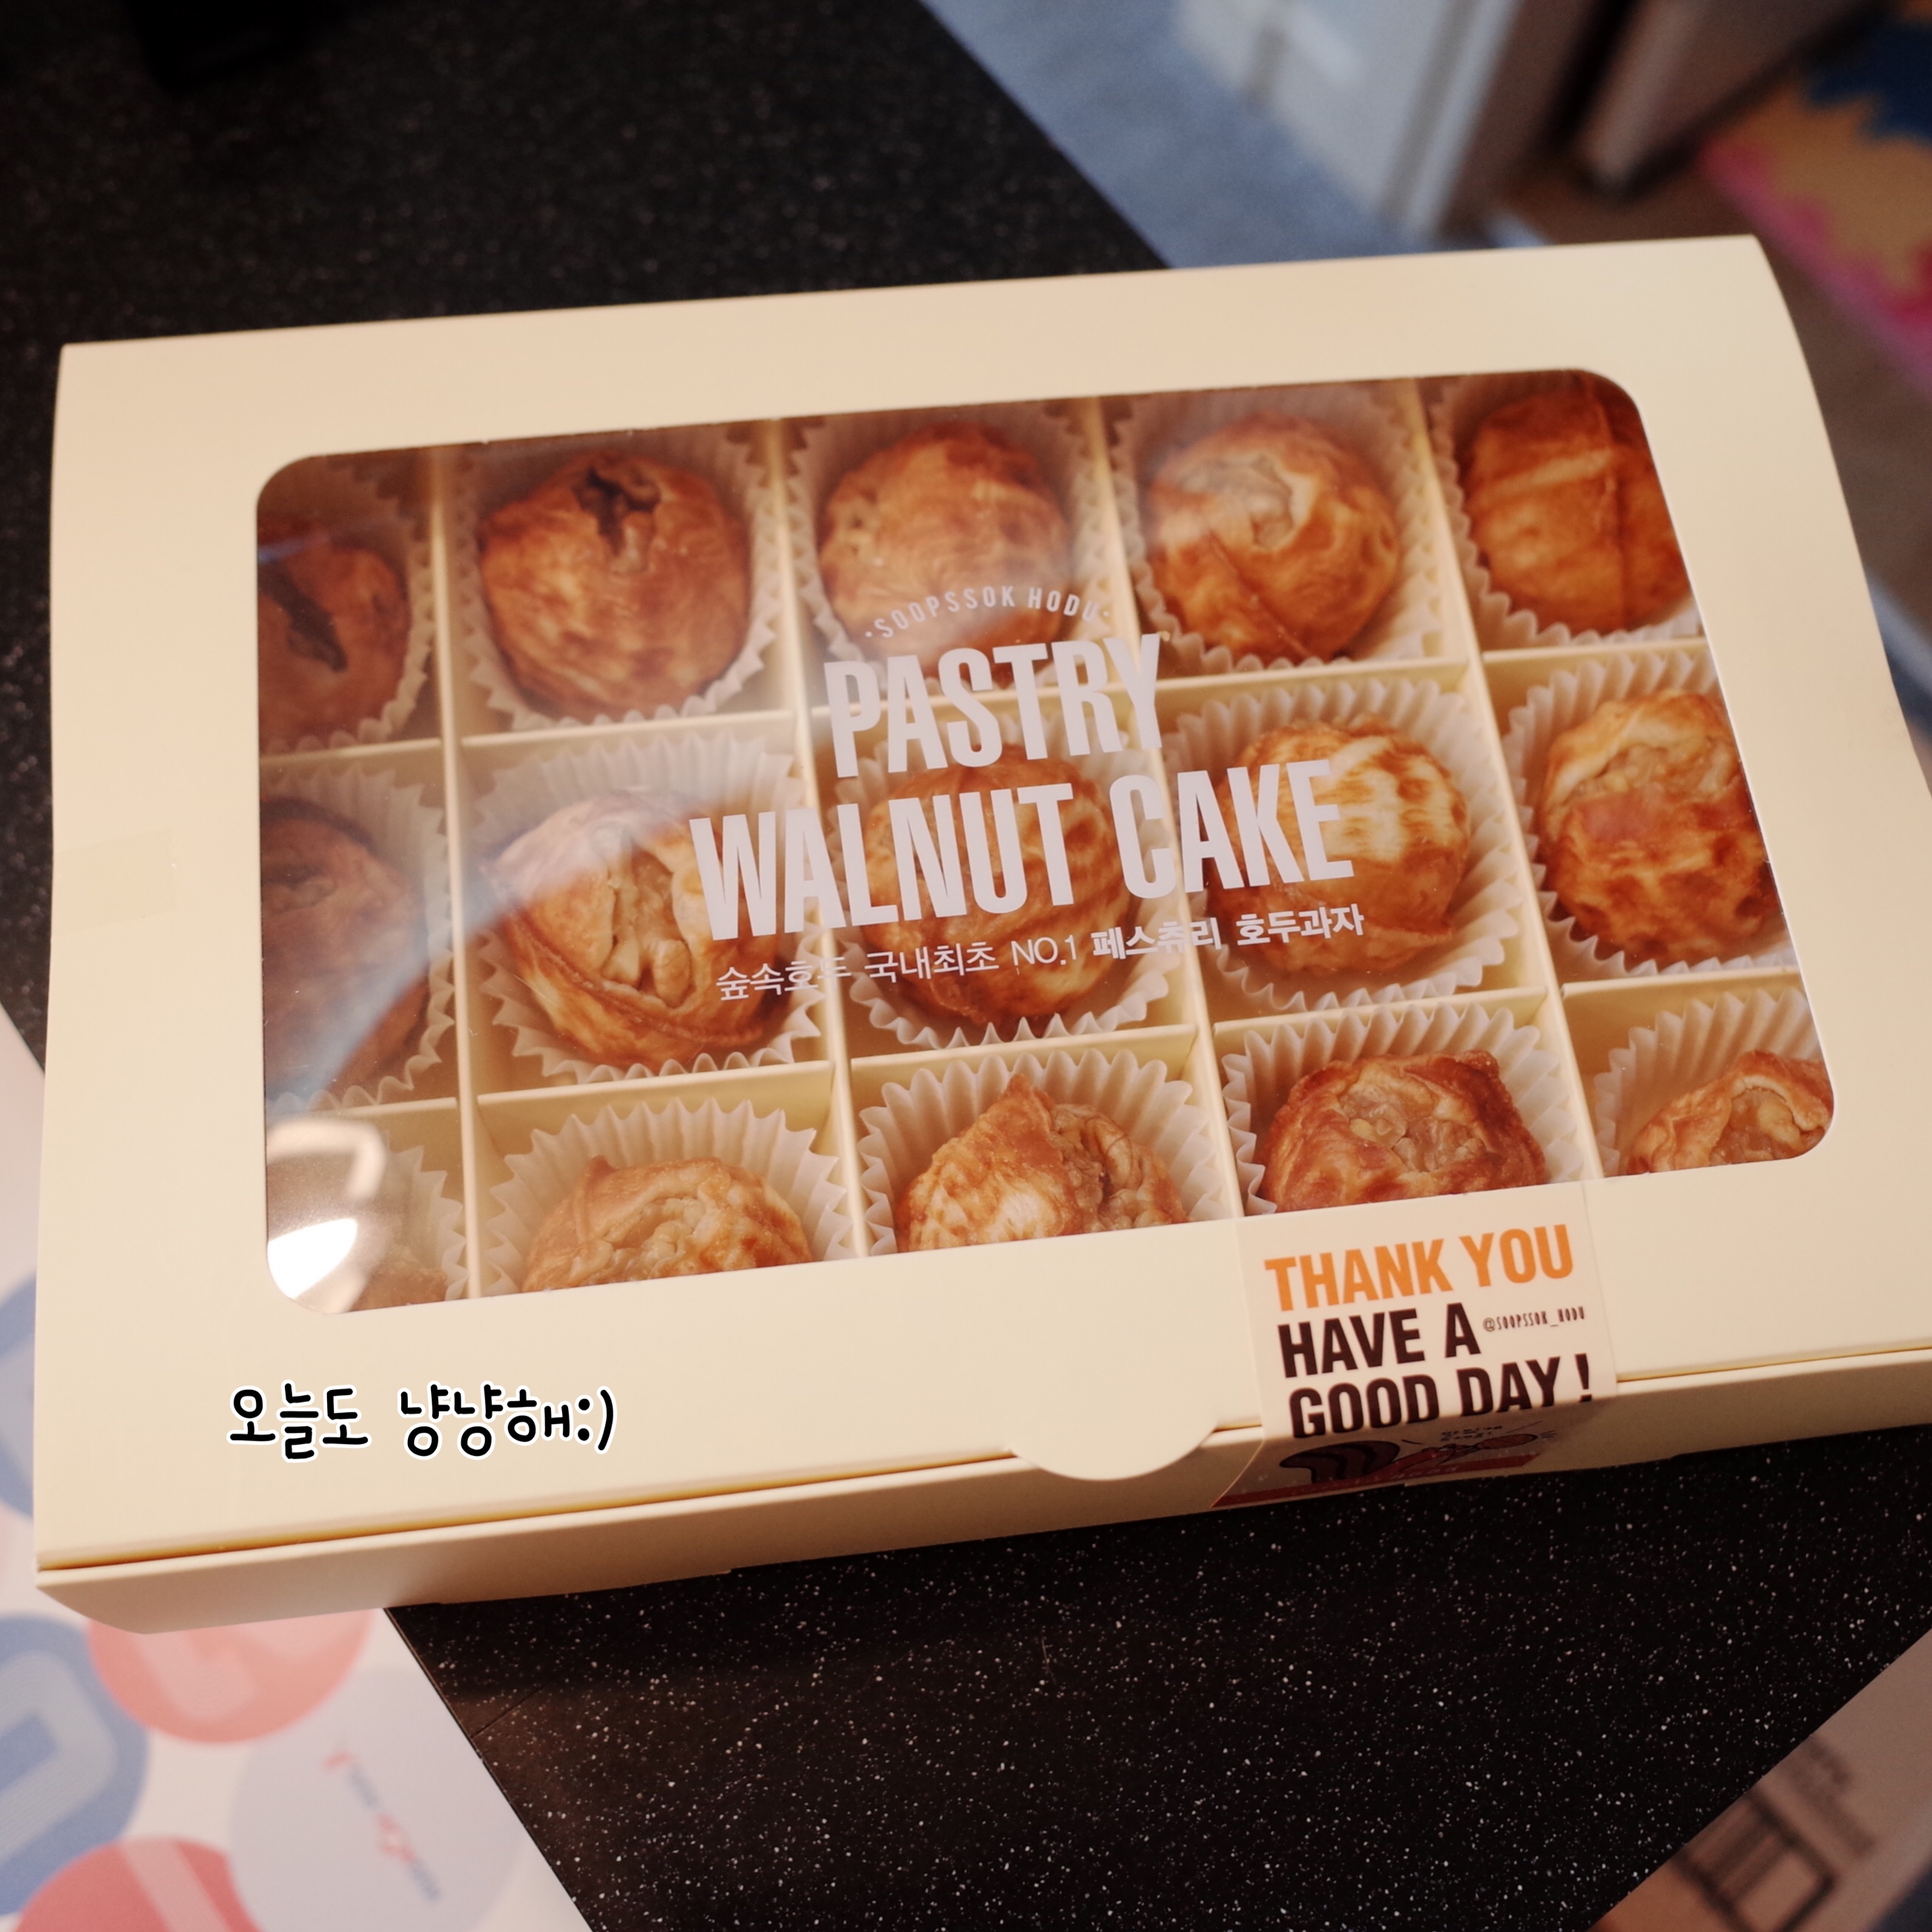 ·SOOPSSOK HODU·
PASTRY
WALNUT CAKE
숲속호두 국내최초 NO.1 페스츄리 호두과자
THANK YOU
HAVE A @SOOPSSOK_HODU
GOOD DAY!
오늘도 냥냥해:)